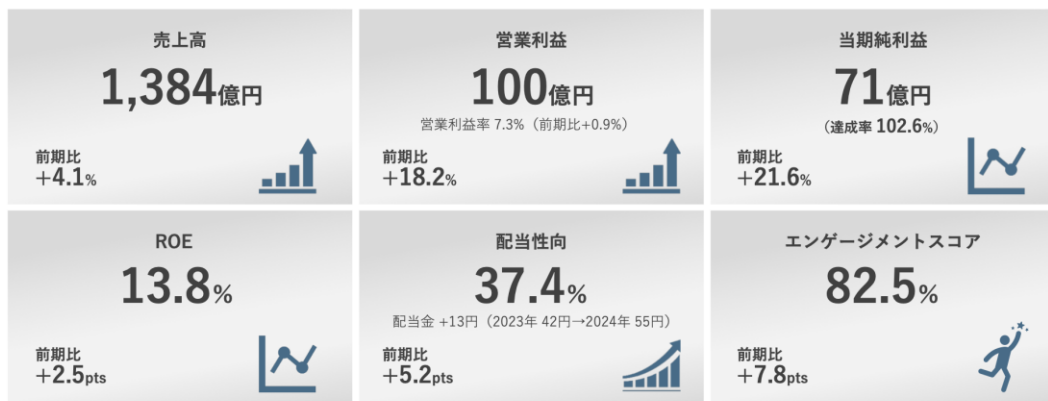 売上高
1,384億円
前期比
+4.1%
営業利益
100億円
営業利益率 7.3%（前期比+0.9%）
前期比
+18.2%
当期純利益
71億円
（達成率 102.6%）
前期比
+21.6%
ROE
13.8%
前期比
+2.5pts
配当性向
37.4%
配当金 +13円（2023年 42円→2024年 55円）
前期比
+5.2pts
エンゲージメントスコア
82.5%
前期比
+7.8pts